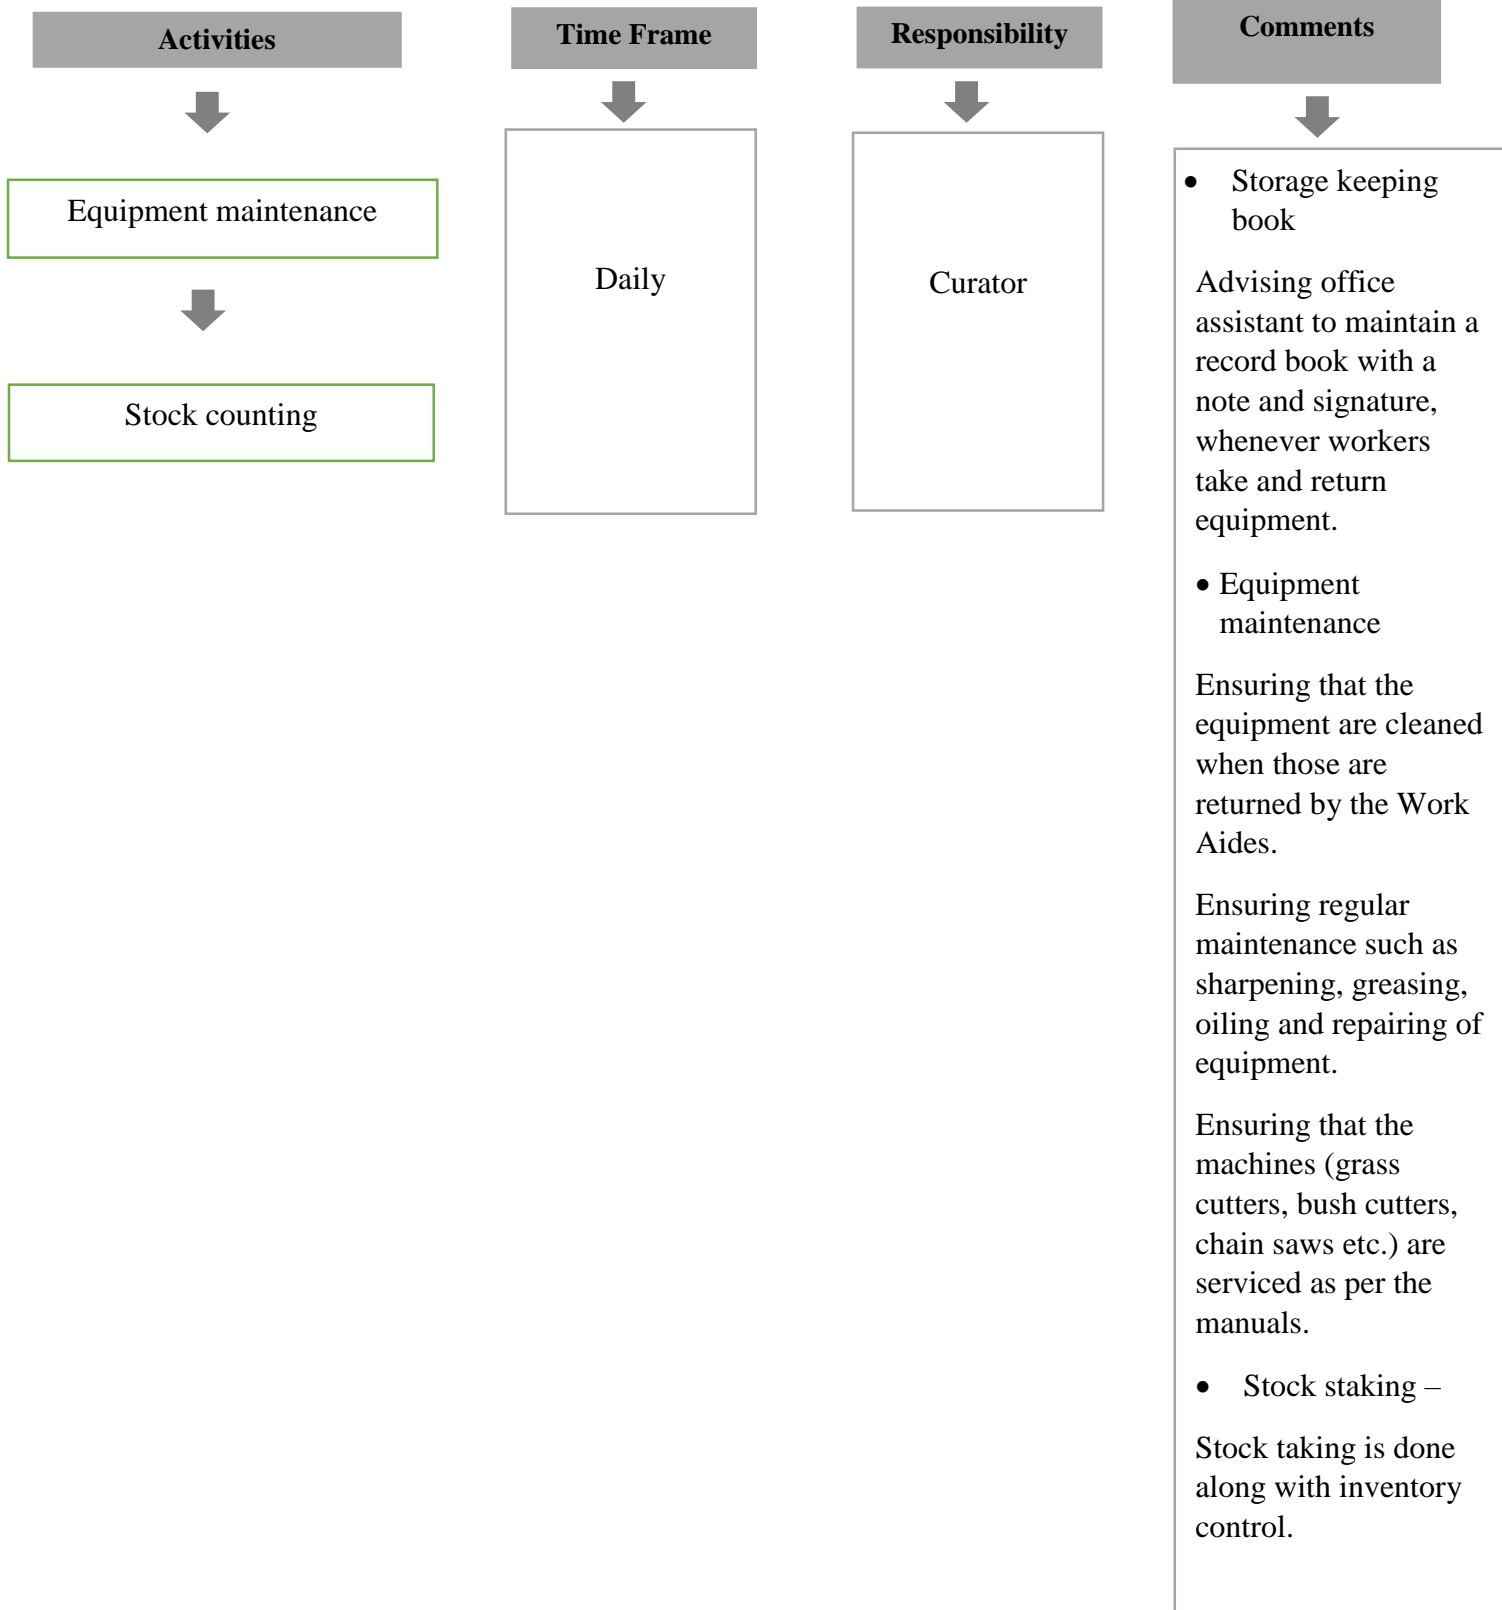 Activities
Time Frame
Responsibility
Comments
Equipment maintenance
Stock counting
Daily
Curator
• Storage keeping
book
Advising office
assistant to maintain a
record book with a
note and signature,
whenever workers
take and return
equipment.
• Equipment
maintenance
Ensuring that the
equipment are cleaned
when those are
returned by the Work
Aides.
Ensuring regular
maintenance such as
sharpening, greasing,
oiling and repairing of
equipment.
Ensuring that the
machines (grass
cutters, bush cutters,
chain saws etc.) are
serviced as per the
manuals.
• Stock staking –
Stock taking is done
along with inventory
control.